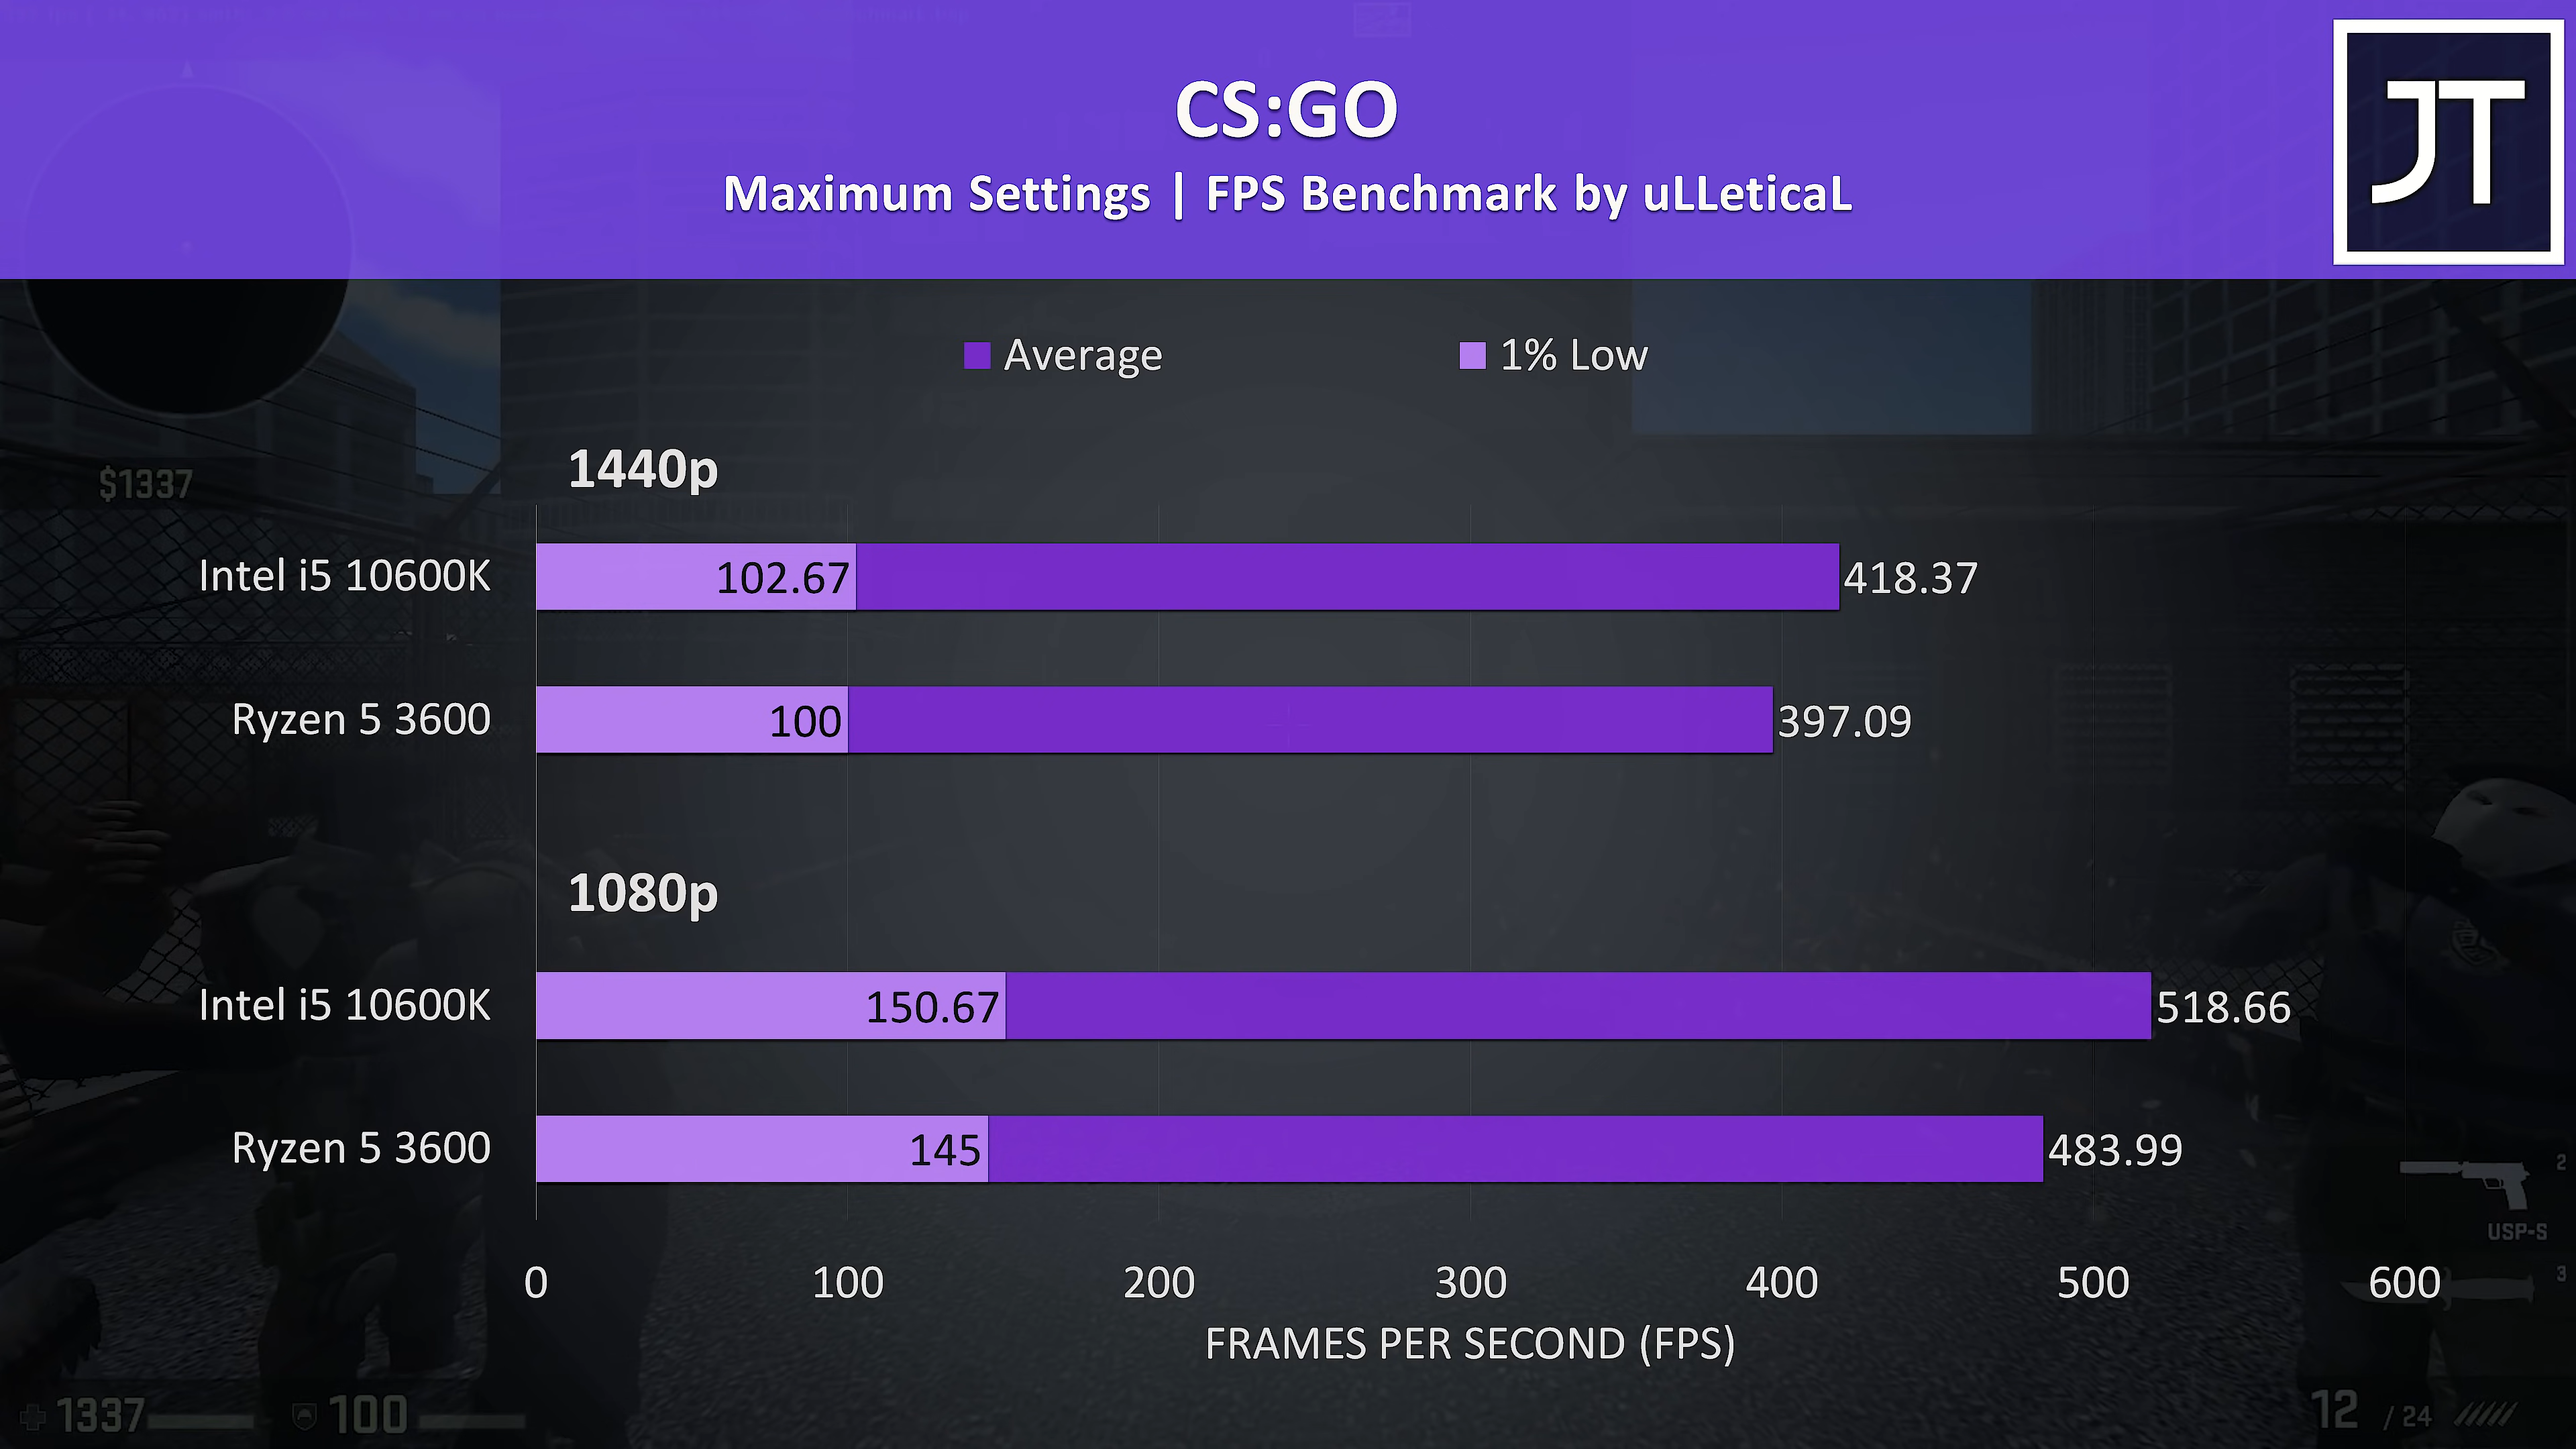 CS:GO
Maximum Settings | FPS Benchmark by uLLeticaL
JT
Average
1% Low
1440p
$1337
Intel i5 10600K
102.67
418.37
Ryzen 5 3600
100
397.09
1080p
Intel i5 10600K
150.67
518.66
Ryzen 5 3600
145
483.99
2
USP-S
3
0 100 200 300 400 500 600
FRAMES PER SECOND (FPS)
1337
100
12 / 24